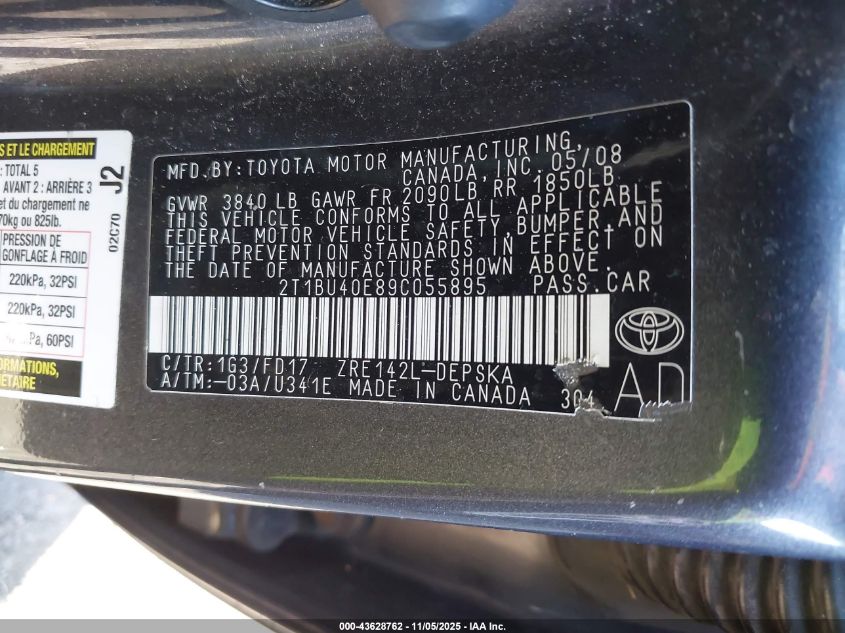 S ET LE CHARGEMENT
: TOTAL 5
AVANT 2 : ARRIÈRE 3
et du chargement ne
70kg ou 825lb.
PRESSION DE
GONFLAGE À FROID
220kPa, 32PSI
220kPa, 32PSI
Pa, 60PSI
J2
02C70
MFD.BY:TOYOTA MOTOR MANUFACTURING,
CANADA,INC. 05/08
GVWR 3840 LB GAWR FR 2090LB RR 1850LB
THIS VEHICLE CONFORMS TO ALL APPLICABLE
FEDERAL MOTOR VEHICLE SAFETY,BUMPER,AND
THEFT PREVENTION STANDARDS IN EFFECT ON
THE DATE OF MANUFACTURE SHOWN ABOVE.
2T1BU40E89C055895 PASS.CAR
C/TR:1G3/FD17 ZRE142L-DEPSKA
A/TM:-03A/U341E MADE IN CANADA 304
AD
000-43628762 - 11/05/2025 - IAA Inc.